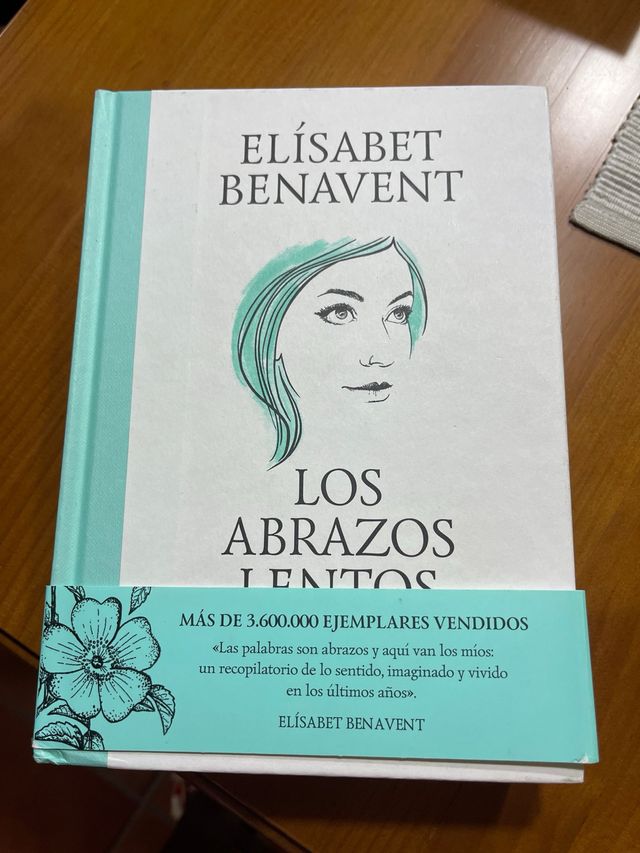 ELÍSABET
BENAVENT
LOS
ABRAZOS
LENTOS
MÁS DE 3.600.000 EJEMPLARES VENDIDOS
«Las palabras son abrazos y aquí van los míos:
un recopilatorio de lo sentido, imaginado y vivido
en los últimos años».
ELÍSABET BENAVENT